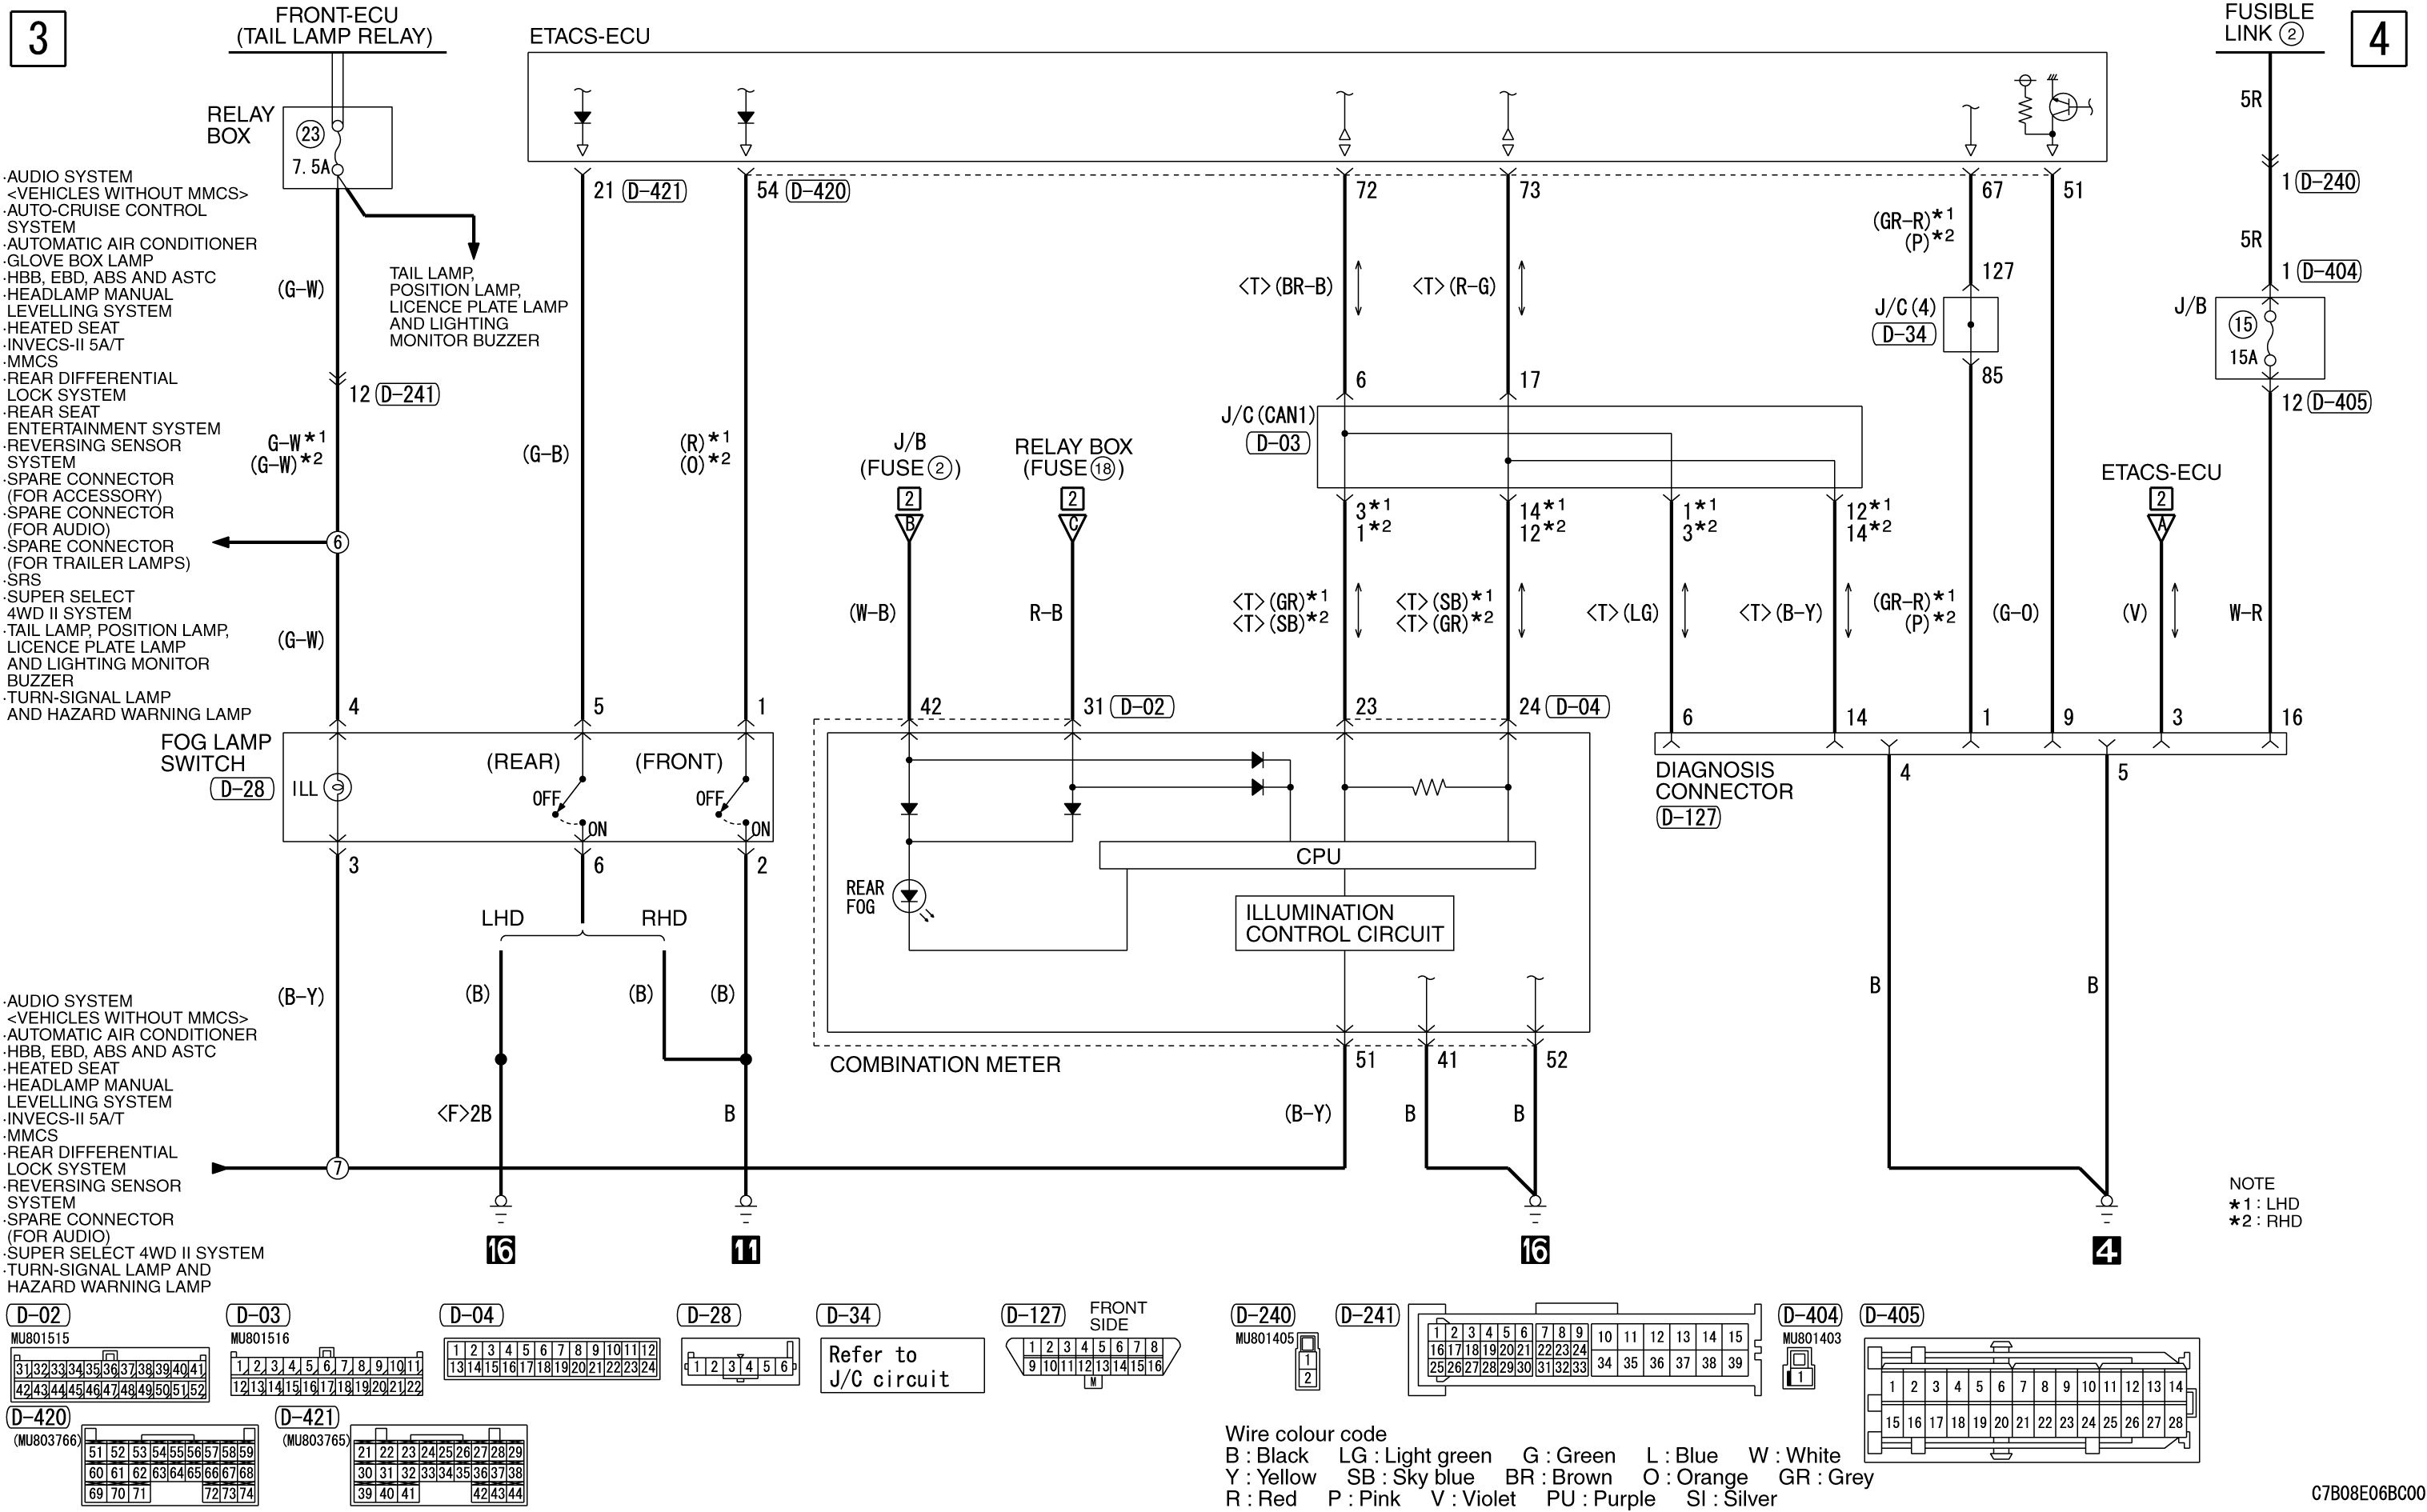 3
FRONT-ECU
(TAIL LAMP RELAY)
ETACS-ECU
FUSIBLE
LINK 2
4
RELAY
BOX
23
7.5A
5R
·AUDIO SYSTEM
<VEHICLES WITHOUT MMCS>
·AUTO-CRUISE CONTROL
SYSTEM
·AUTOMATIC AIR CONDITIONER
·GLOVE BOX LAMP
·HBB, EBD, ABS AND ASTC
·HEADLAMP MANUAL
LEVELLING SYSTEM
·HEATED SEAT
·INVECS-II 5A/T
·MMCS
·REAR DIFFERENTIAL
LOCK SYSTEM
·REAR SEAT
ENTERTAINMENT SYSTEM
·REVERSING SENSOR
SYSTEM
·SPARE CONNECTOR
(FOR ACCESSORY)
·SPARE CONNECTOR
(FOR AUDIO)
·SPARE CONNECTOR
(FOR TRAILER LAMPS)
·SRS
·SUPER SELECT
4WD II SYSTEM
·TAIL LAMP, POSITION LAMP,
LICENCE PLATE LAMP
AND LIGHTING MONITOR
BUZZER
·TURN-SIGNAL LAMP
AND HAZARD WARNING LAMP
TAIL LAMP,
POSITION LAMP,
LICENCE PLATE LAMP
AND LIGHTING
MONITOR BUZZER
21 D-421
54 D-420
72
73
67
51
1 D-240
(G-W)
(GR-R)*1
(P)*2
5R
127
1 D-404
<T>(BR-B)
<T>(R-G)
J/C(4)
D-34
J/B
15
15A
12 D-241
6
17
85
12 D-405
G-W*1
(G-W)*2
(G-B)
(R)*1
(O)*2
J/B
(FUSE 2)
2
B
RELAY BOX
(FUSE 18)
2
C
J/C(CAN1)
D-03
ETACS-ECU
2
A
3*1
1*2
14*1
12*2
1*1
3*2
12*1
14*2
6
(G-W)
(W-B)
R-B
<T>(GR)*1
<T>(SB)*2
<T>(SB)*1
<T>(GR)*2
<T>(LG)
<T>(B-Y)
(GR-R)*1
(P)*2
(G-O)
(V)
W-R
4
5
1
42
31 D-02
23
24 D-04
6
14
1
9
3
16
FOG LAMP
SWITCH
D-28
ILL
(REAR)
OFF
ON
(FRONT)
OFF
ON
DIAGNOSIS
CONNECTOR
D-127
4
5
CPU
REAR
FOG
ILLUMINATION
CONTROL CIRCUIT
3
6
2
LHD
RHD
(B-Y)
(B)
(B)
(B)
B
B
COMBINATION METER
51
41
52
<F>2B
B
(B-Y)
B
B
7
·AUDIO SYSTEM
<VEHICLES WITHOUT MMCS>
·AUTOMATIC AIR CONDITIONER
·HBB, EBD, ABS AND ASTC
·HEATED SEAT
·HEADLAMP MANUAL
LEVELLING SYSTEM
·INVECS-II 5A/T
·MMCS
·REAR DIFFERENTIAL
LOCK SYSTEM
·REVERSING SENSOR
SYSTEM
·SPARE CONNECTOR
(FOR AUDIO)
·SUPER SELECT 4WD II SYSTEM
·TURN-SIGNAL LAMP AND
HAZARD WARNING LAMP
16
11
16
4
NOTE
*1 : LHD
*2 : RHD
D-02
MU801515
31 32 33 34 35 36 37 38 39 40 41
42 43 44 45 46 47 48 49 50 51 52
D-03
MU801516
1 2 3 4 5 6 7 8 9 10 11
12 13 14 15 16 17 18 19 20 21 22
D-04
1 2 3 4 5 6 7 8 9 10 11 12
13 14 15 16 17 18 19 20 21 22 23 24
D-28
1 2 3 4 5 6
D-34
Refer to
J/C circuit
D-127
FRONT
SIDE
1 2 3 4 5 6 7 8
9 10 11 12 13 14 15 16
M
D-240
MU801405
1
2
D-241
1 2 3 4 5 6 7 8 9 10 11 12 13 14 15
16 17 18 19 20 21 22 23 24
25 26 27 28 29 30 31 32 33 34 35 36 37 38 39
D-404
MU801403
1
D-405
1 2 3 4 5 6 7 8 9 10 11 12 13 14
15 16 17 18 19 20 21 22 23 24 25 26 27 28
D-420
(MU803766)
51 52 53 54 55 56 57 58 59
60 61 62 63 64 65 66 67 68
69 70 71 72 73 74
D-421
(MU803765)
21 22 23 24 25 26 27 28 29
30 31 32 33 34 35 36 37 38
39 40 41 42 43 44
Wire colour code
B : Black LG : Light green G : Green L : Blue W : White
Y : Yellow SB : Sky blue BR : Brown O : Orange GR : Grey
R : Red P : Pink V : Violet PU : Purple SI : Silver
C7B08E06BC00